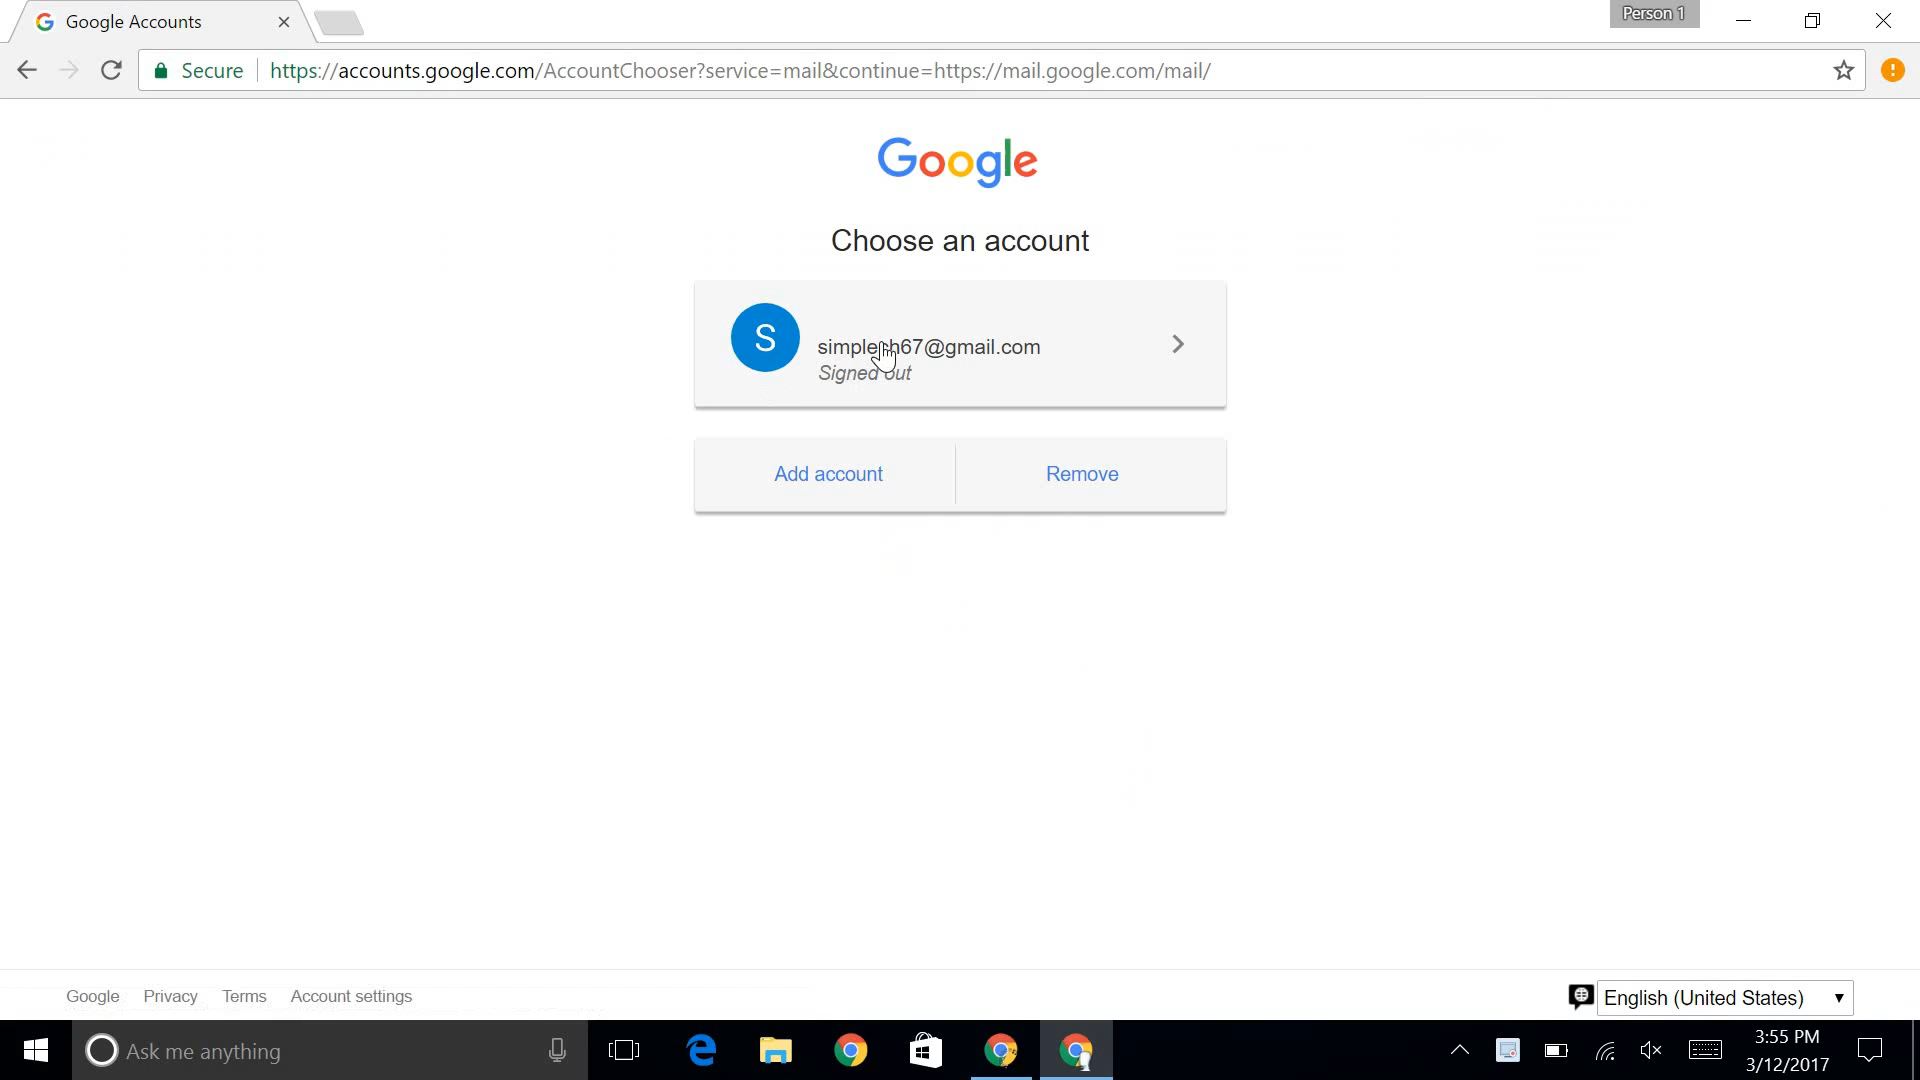 Google Accounts
Person 1
Secure
https://accounts.google.com/AccountChooser?service=mail&continue=https://mail.google.com/mail/
Google
Choose an account
S
Signed out
Add account
Remove
Google Privacy Terms Account settings
English (United States)
Ask me anything
3:55 PM
3/12/2017